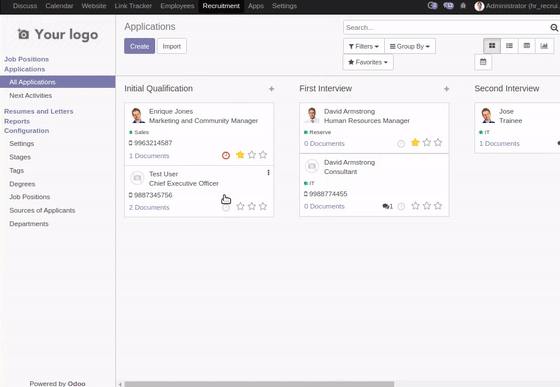 Discuss Calendar Website Link Tracker Employees Recruitment Apps Settings
Administrator (hr_recrui
Your logo
Job Positions
Applications
All Applications
Next Activities
Resumes and Letters
Reports
Configuration
Settings
Stages
Tags
Degrees
Job Positions
Sources of Applicants
Departments
Powered by Odoo
Applications
Create Import
Search...
Filters Group By
Favorites
Initial Qualification
Enrique Jones
Marketing and Community Manager
Sales
9963214587
1 Documents
Test User
Chief Executive Officer
9887345756
2 Documents
First Interview
David Armstrong
Human Resources Manager
Reserve
0 Documents
David Armstrong
Consultant
IT
9988774455
0 Documents 1
Second Interview
Jose
Trainee
IT
1 Documents